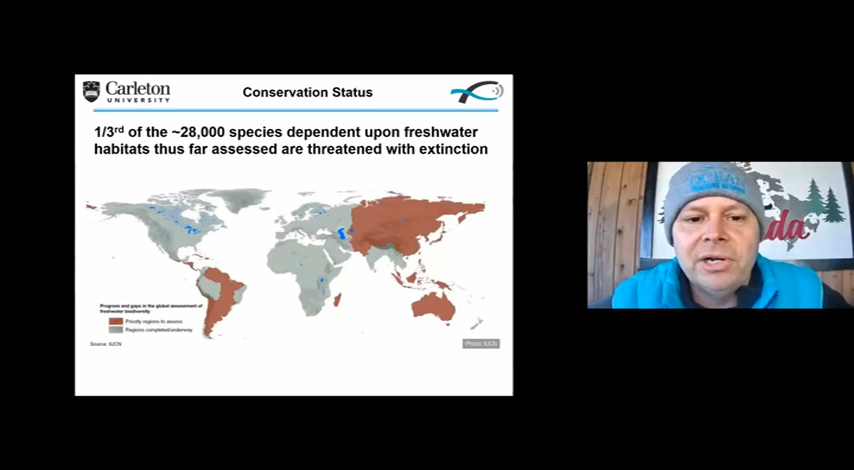 Carleton
UNIVERSITY
Conservation Status
1/3rd of the ~28,000 species dependent upon freshwater
habitats thus far assessed are threatened with extinction
Progress and gaps in the global assessment of
freshwater biodiversity
Priority regions to assess
Regions completed/underway
Source: IUCN
Photo: IUCN
OCEAN
da